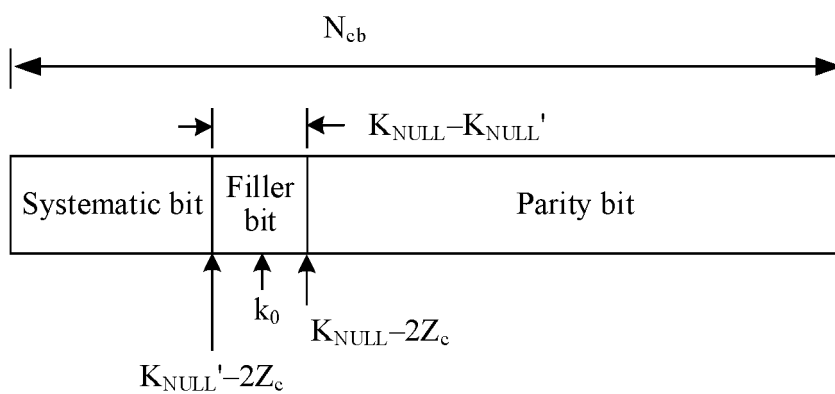 N_cb
K_NULL–K_NULL'
Systematic bit
Filler
bit
Parity bit
k_0
K_NULL–2Z_c
K_NULL'–2Z_c